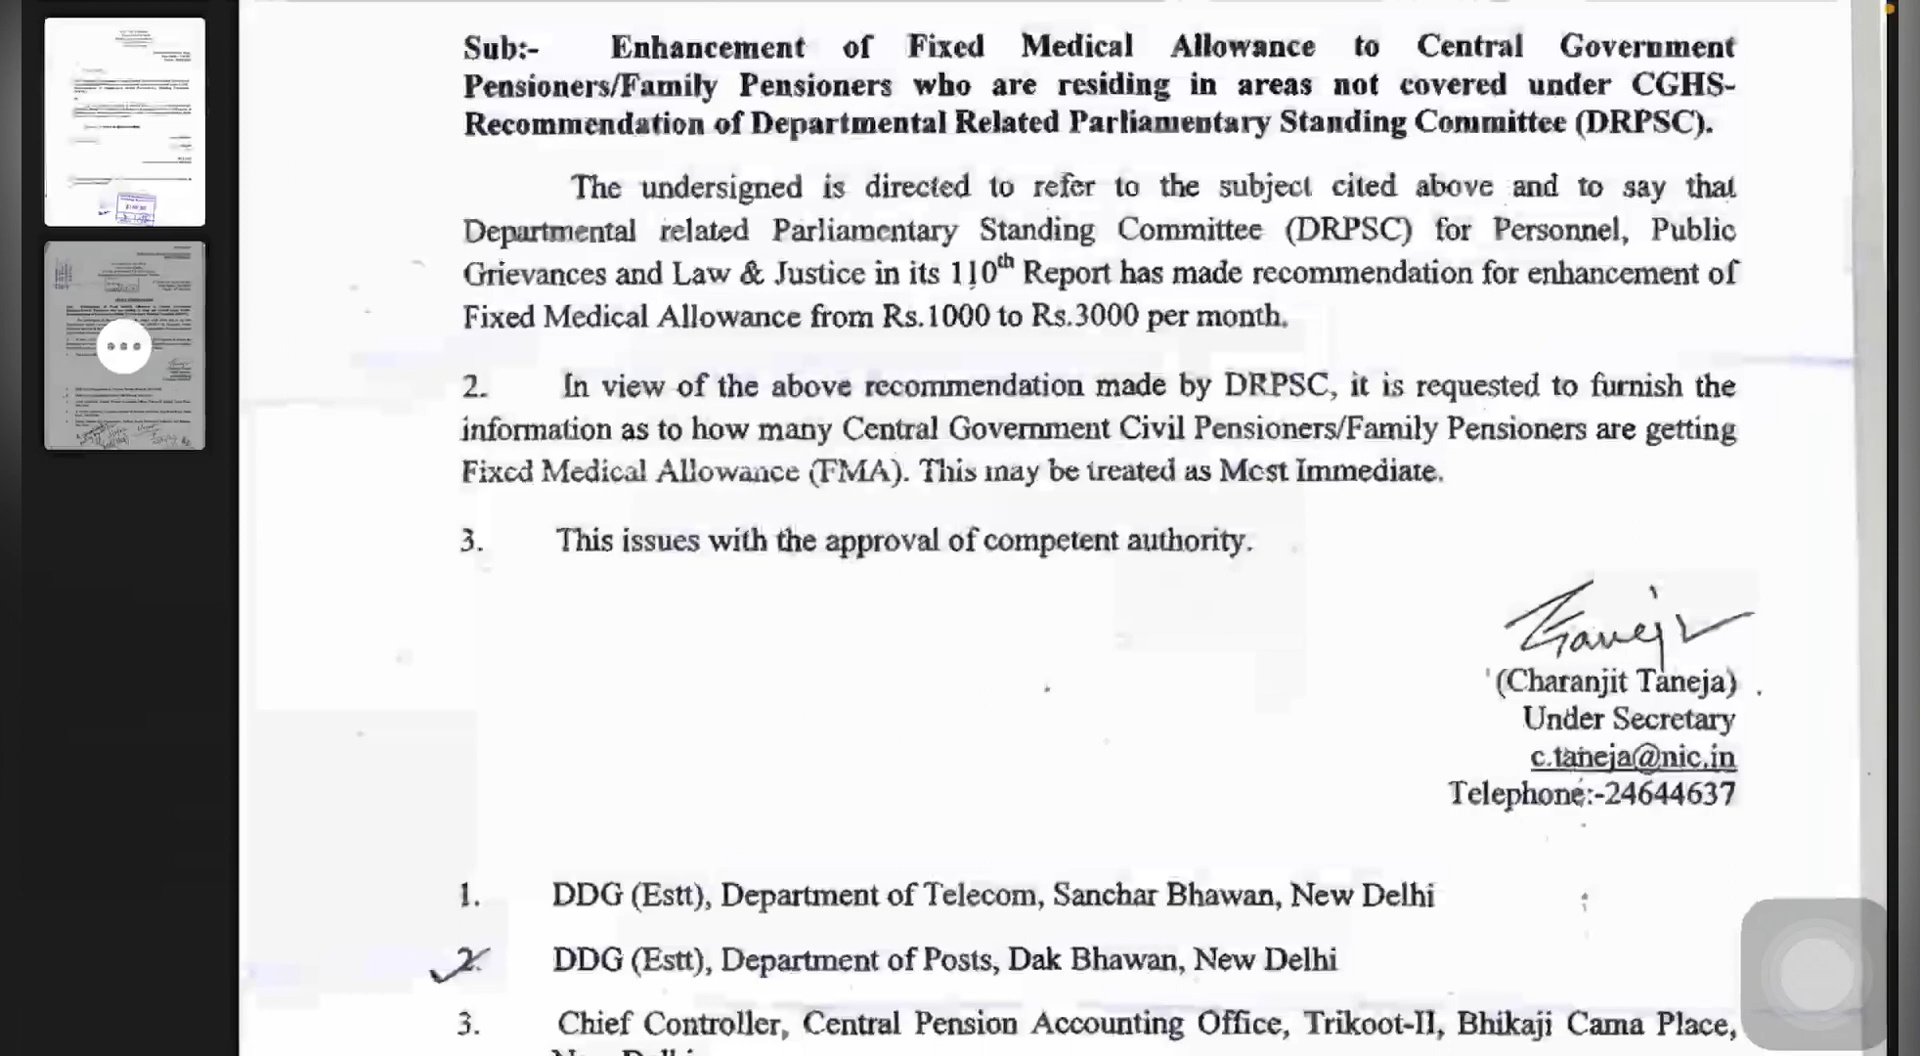 Sub:- Enhancement of Fixed Medical Allowance to Central Government
Pensioners/Family Pensioners who are residing in areas not covered under CGHS-
Recommendation of Departmental Related Parliamentary Standing Committee (DRPSC).
The undersigned is directed to refer to the subject cited above and to say that
Departmental related Parliamentary Standing Committee (DRPSC) for Personnel, Public
Grievances and Law & Justice in its 110th Report has made recommendation for enhancement of
Fixed Medical Allowance from Rs.1000 to Rs.3000 per month.
2. In view of the above recommendation made by DRPSC, it is requested to furnish the
information as to how many Central Government Civil Pensioners/Family Pensioners are getting
Fixed Medical Allowance (FMA). This may be treated as Most Immediate.
3. This issues with the approval of competent authority.
Taneja
(Charanjit Taneja)
Under Secretary
c.taneja@nic.in
Telephone:-24644637
1. DDG (Estt), Department of Telecom, Sanchar Bhawan, New Delhi
2. DDG (Estt), Department of Posts, Dak Bhawan, New Delhi
3. Chief Controller, Central Pension Accounting Office, Trikoot-II, Bhikaji Cama Place,
New Delhi